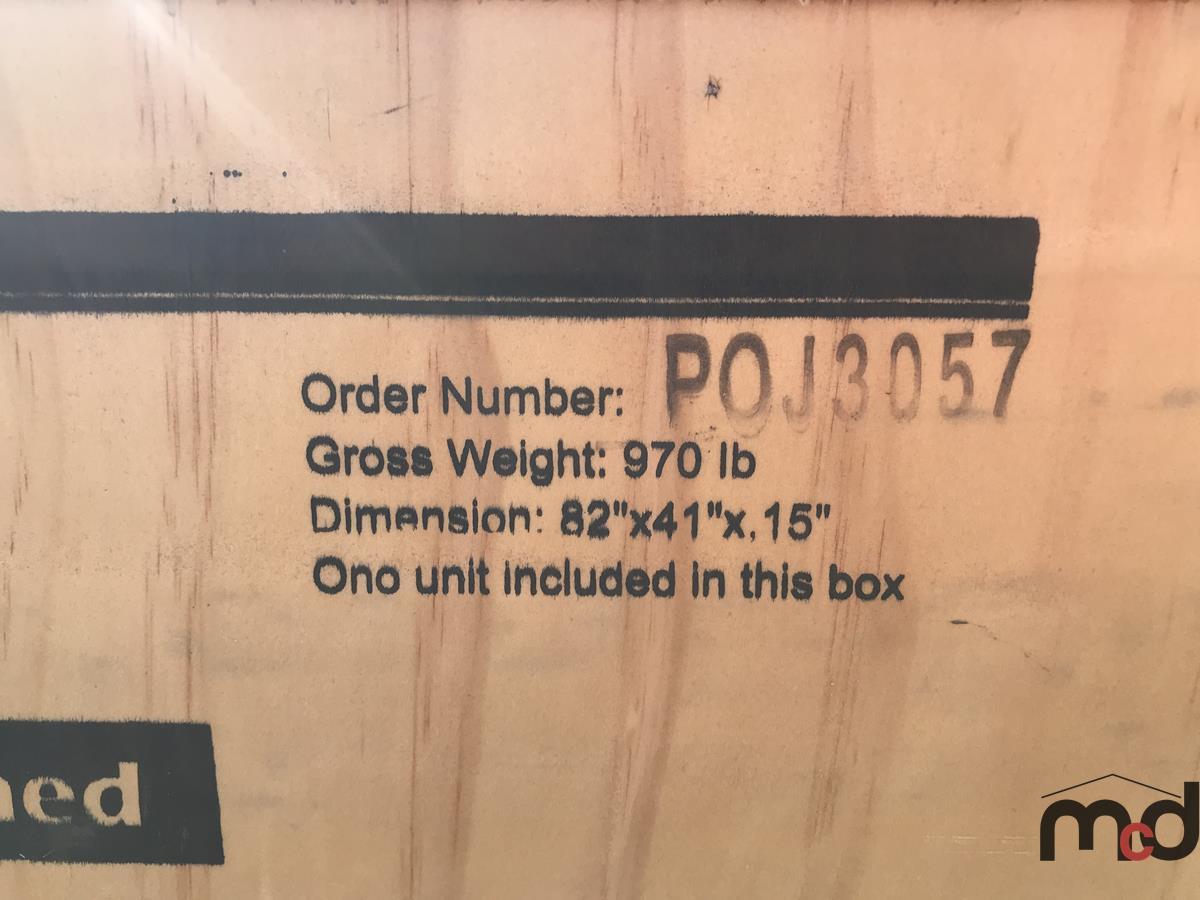 Order Number: POJ3057
Gross Weight: 970 lb
Dimension: 82"x41"x.15"
Ono unit included in this box
ned
mcd